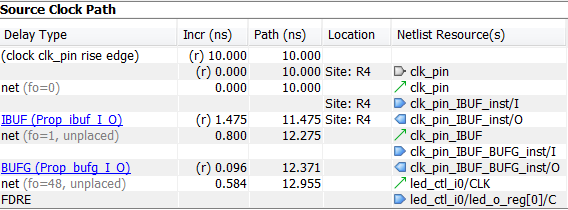 Source Clock Path
Delay Type Incr (ns) Path (ns) Location Netlist Resource(s)
(clock clk_pin rise edge) (r) 10.000 10.000
(r) 0.000 10.000 Site: R4 clk_pin
net (fo=0) 0.000 10.000 clk_pin
Site: R4 clk_pin_IBUF_inst/I
IBUF (Prop_ibuf_I_O) (r) 1.475 11.475 Site: R4 clk_pin_IBUF_inst/O
net (fo=1, unplaced) 0.800 12.275 clk_pin_IBUF
clk_pin_IBUF_BUFG_inst/I
BUFG (Prop_bufg_I_O) (r) 0.096 12.371 clk_pin_IBUF_BUFG_inst/O
net (fo=48, unplaced) 0.584 12.955 led_ctl_i0/CLK
FDRE led_ctl_i0/led_o_reg[0]/C